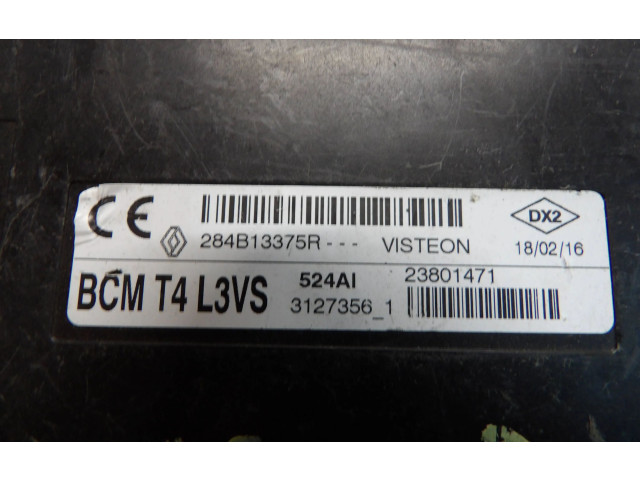 CE
284B13375R--- VISTEON
DX2
18/02/16
BCM T4 L3VS
524AI 23801471
3127356_1